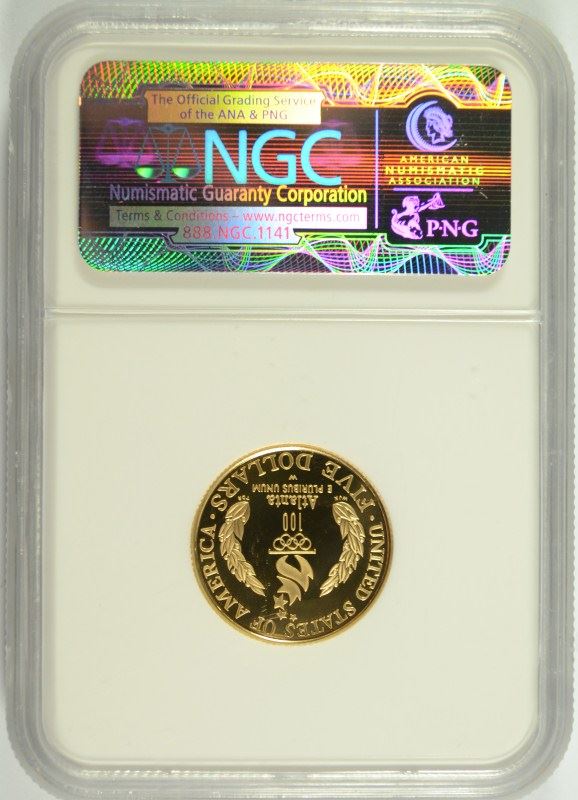 The Official Grading Service
of the ANA & PNG
NGC
Numismatic Guaranty Corporation
Terms & Conditions – www.ngcterms.com
888.NGC.1141
AMERICAN
NUMISMATIC
ASSOCIATION
P·N·G
UNITED STATES OF AMERICA · FIVE DOLLARS ·
100
Atlanta
E PLURIBUS UNUM
W